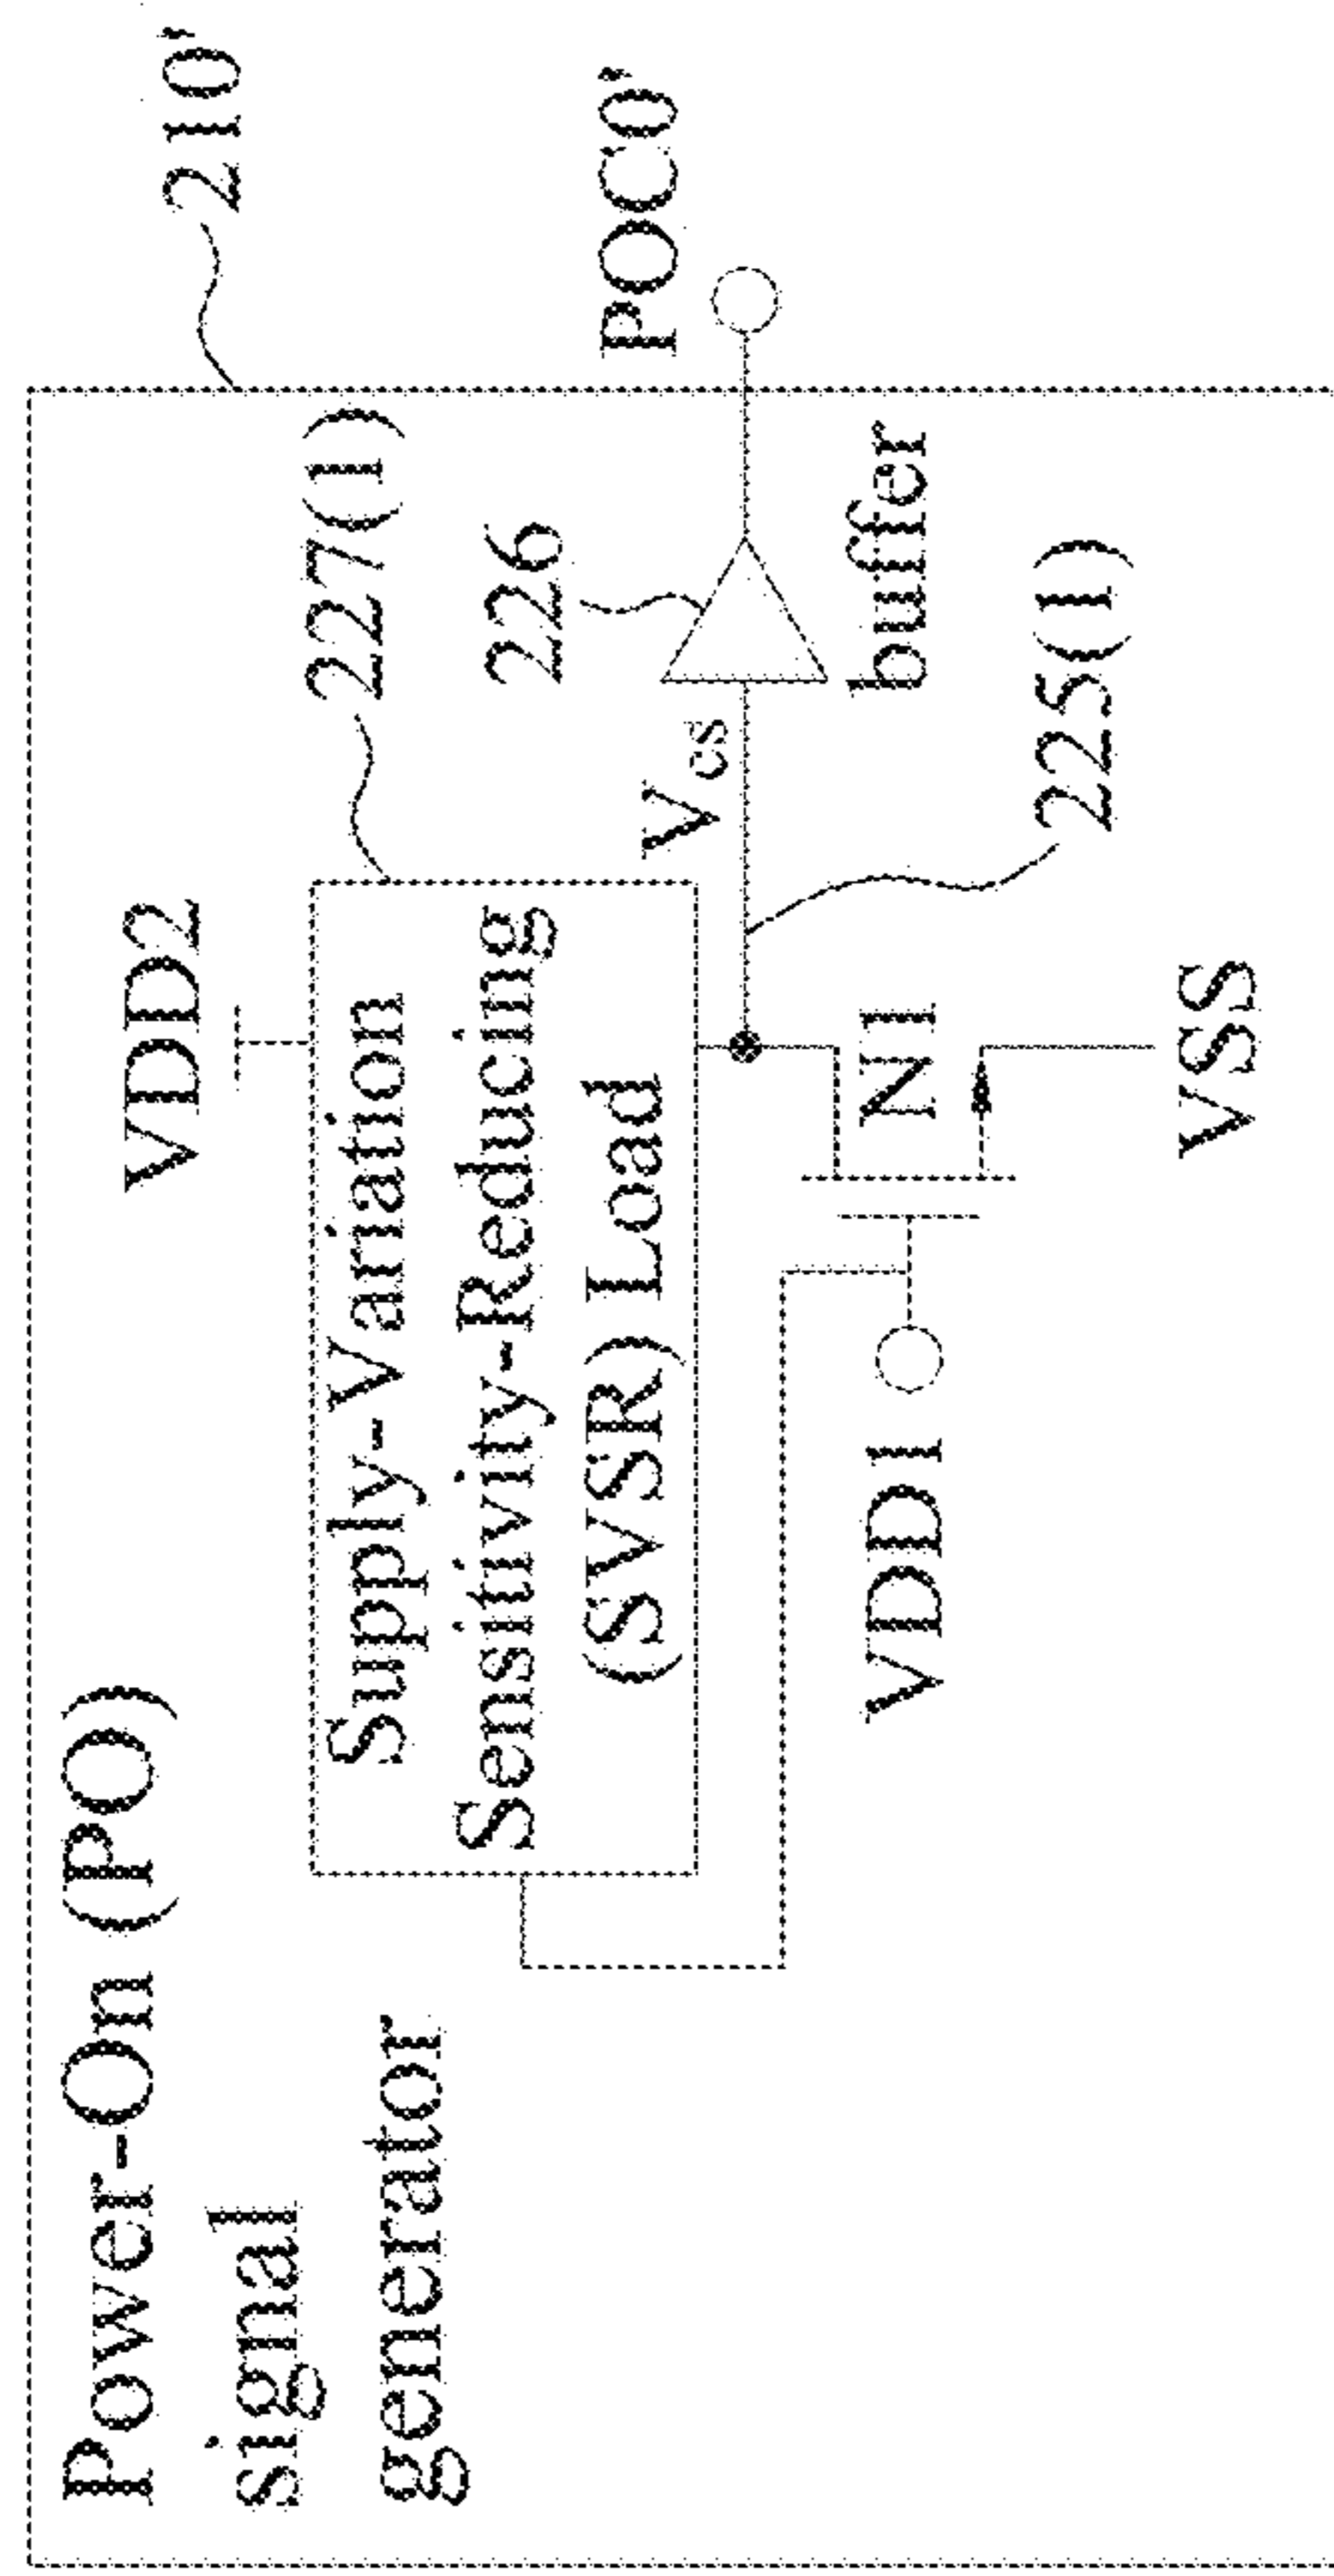 Power-On (PO)
signal
generator
210'
VDD2
227(1)
Supply-Variation
Sensitivity-Reducing
(SVSR) Load
226
Vcs
POC0'
buffer
VDD1
N1
225(1)
VSS